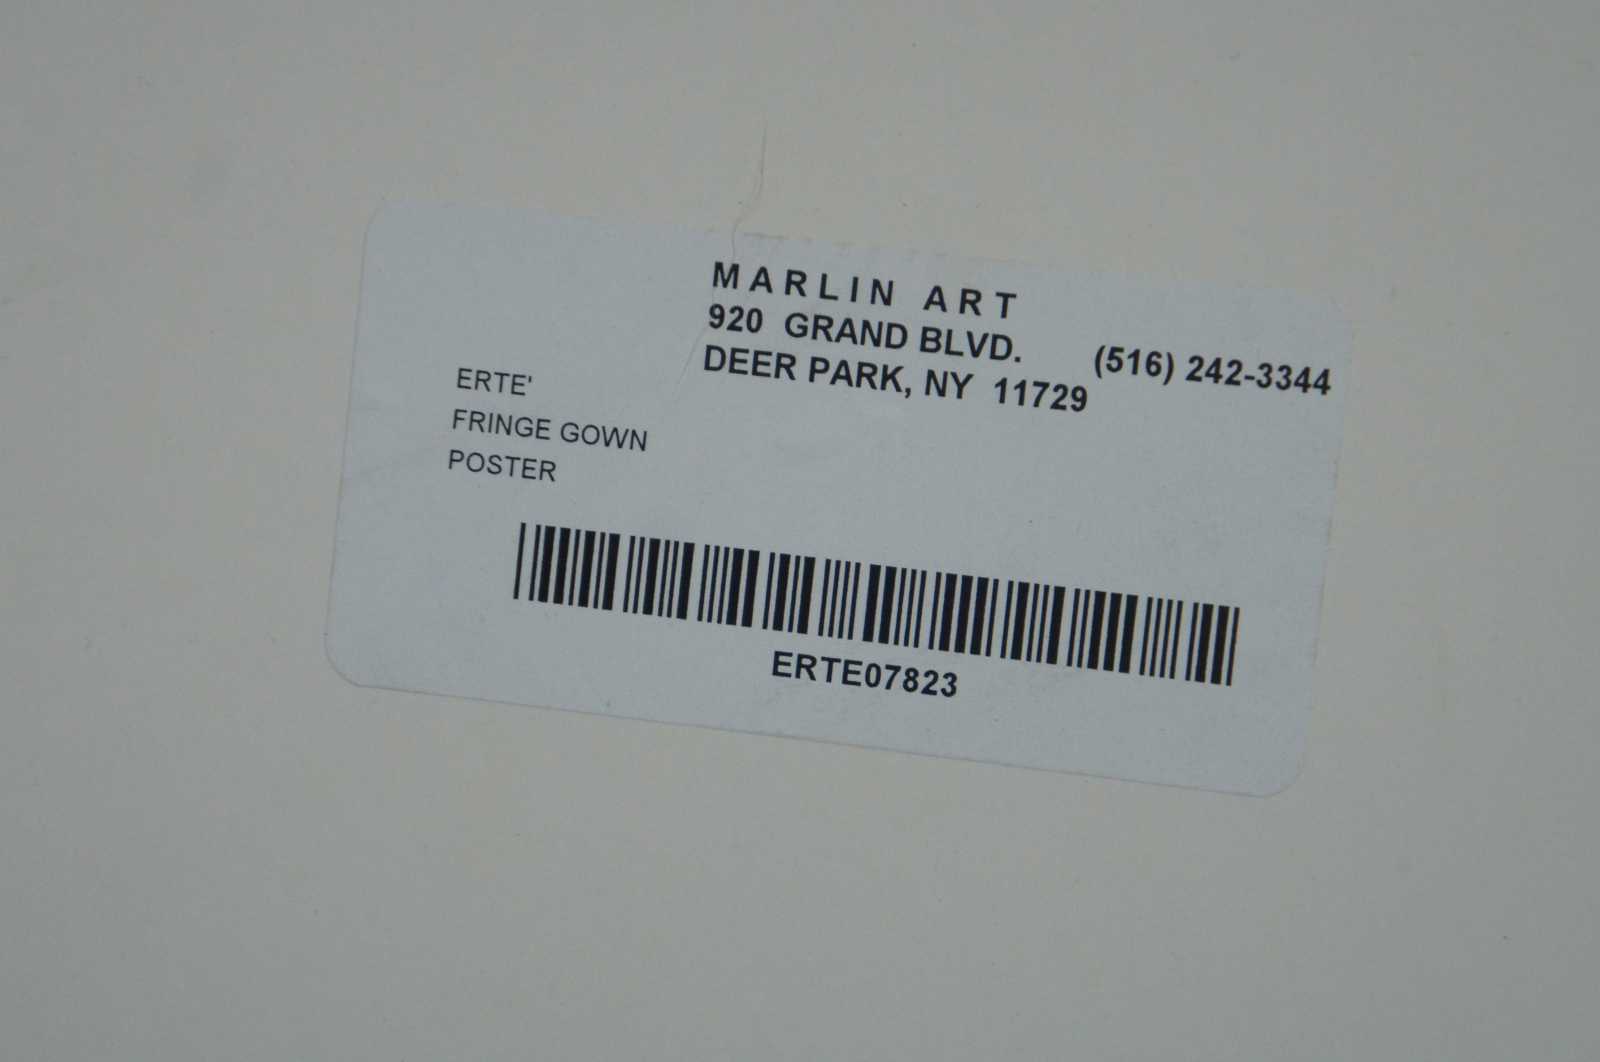 MARLIN ART
920 GRAND BLVD. (516) 242-3344
DEER PARK, NY 11729
ERTE'
FRINGE GOWN
POSTER
ERTE07823